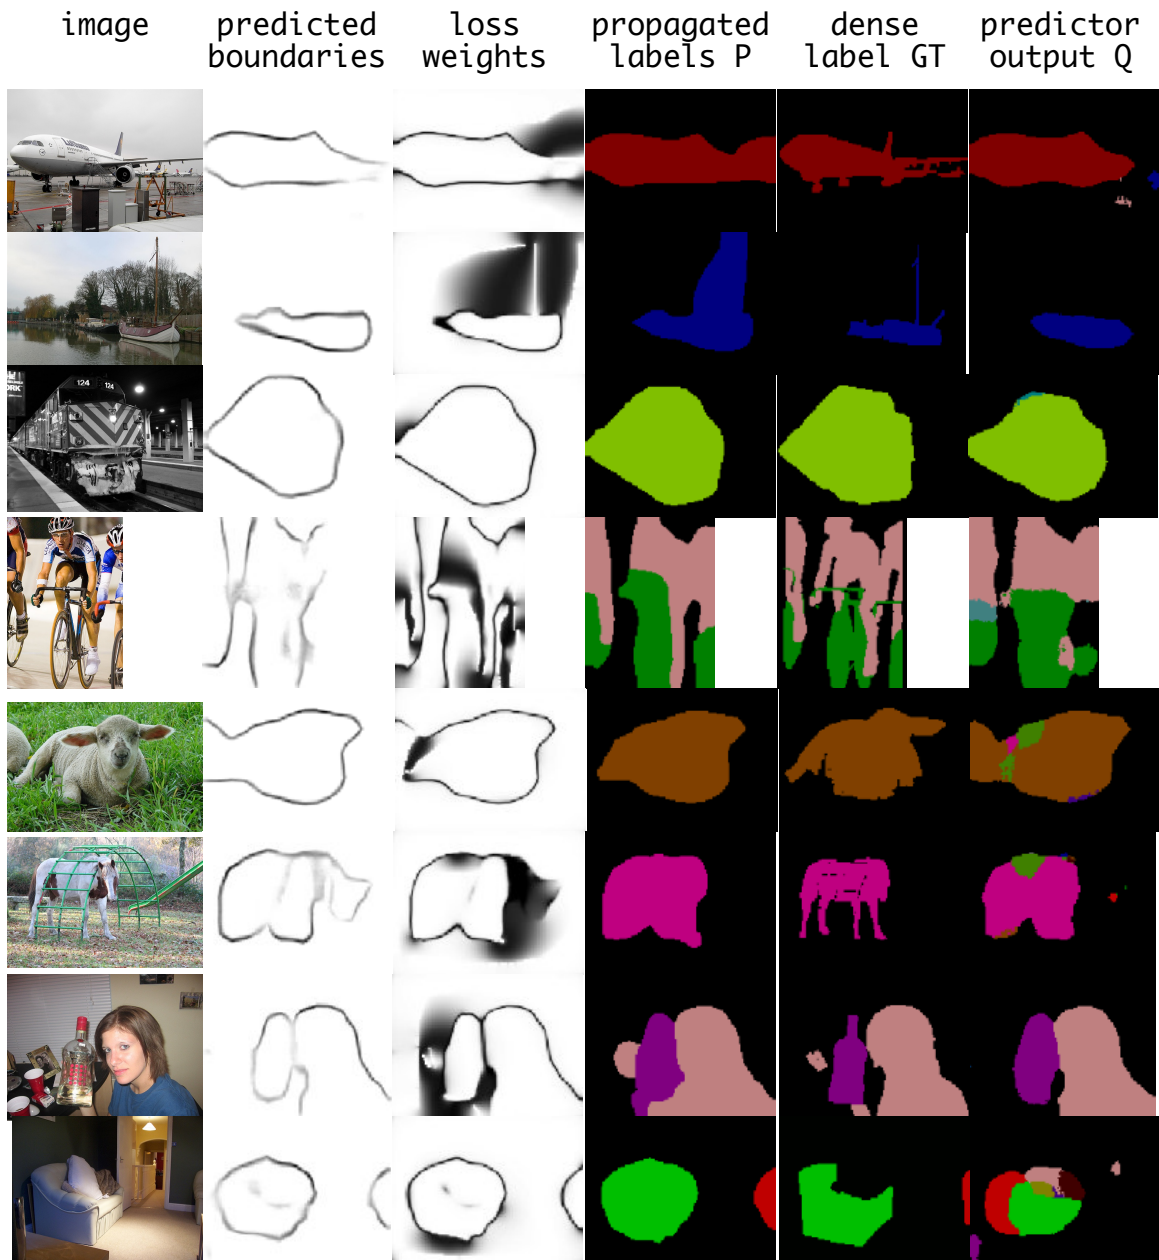 image
predicted
boundaries
loss
weights
propagated
labels P
dense
label GT
predictor
output Q
124
124